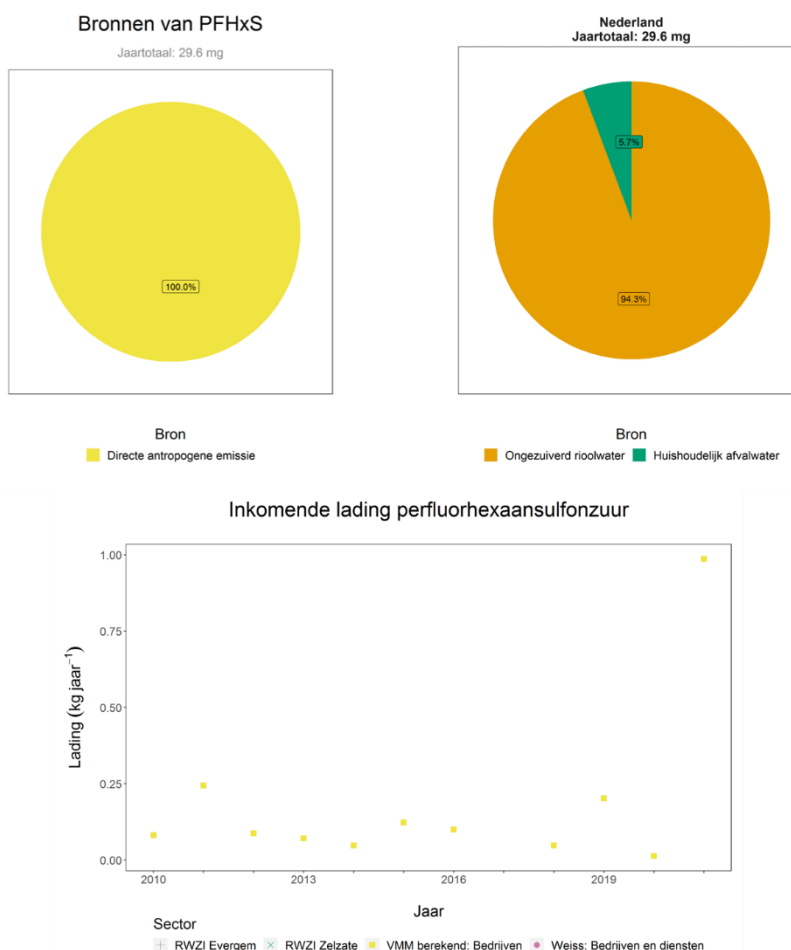 Bronnen van PFHxS
Jaartotaal: 29.6 mg
100.0%
Bron
Directe antropogene emissie
Nederland
Jaartotaal: 29.6 mg
5.7%
94.3%
Bron
Ongezuiverd rioolwater Huishoudelijk afvalwater
Inkomende lading perfluorhexaansulfonzuur
Lading (kg jaar⁻¹)
1.00
0.75
0.50
0.25
0.00
2010 2013 2016 2019
Jaar
Sector
RWZI Evergem RWZI Zelzate VMM berekend: Bedrijven Weiss: Bedrijven en diensten